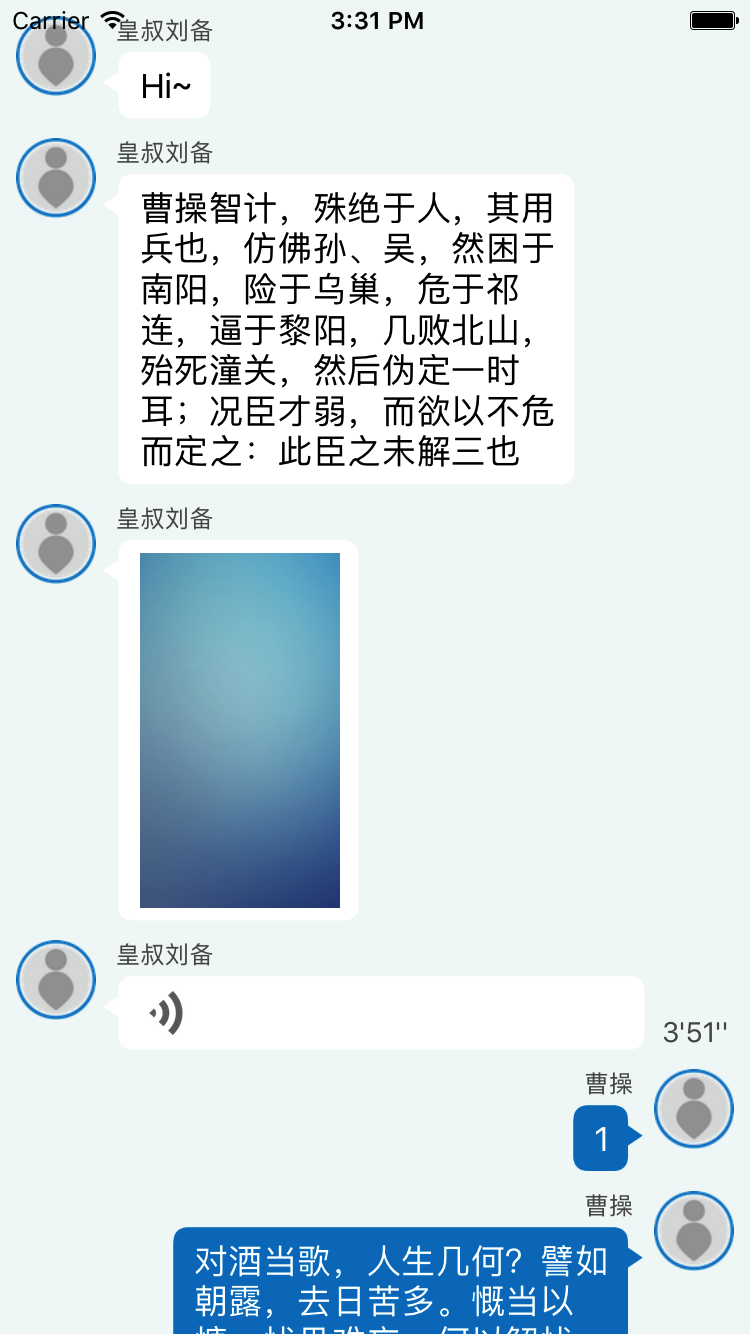 Carrier 3:31 PM
皇叔刘备
Hi~
皇叔刘备
曹操智计，殊绝于人，其用
兵也，仿佛孙、吴，然困于
南阳，险于乌巢，危于祁
连，逼于黎阳，几败北山，
殆死潼关，然后伪定一时
耳；况臣才弱，而欲以不危
而定之：此臣之未解三也
皇叔刘备
皇叔刘备
3'51''
曹操
1
曹操
对酒当歌，人生几何？譬如
朝露，去日苦多。慨当以